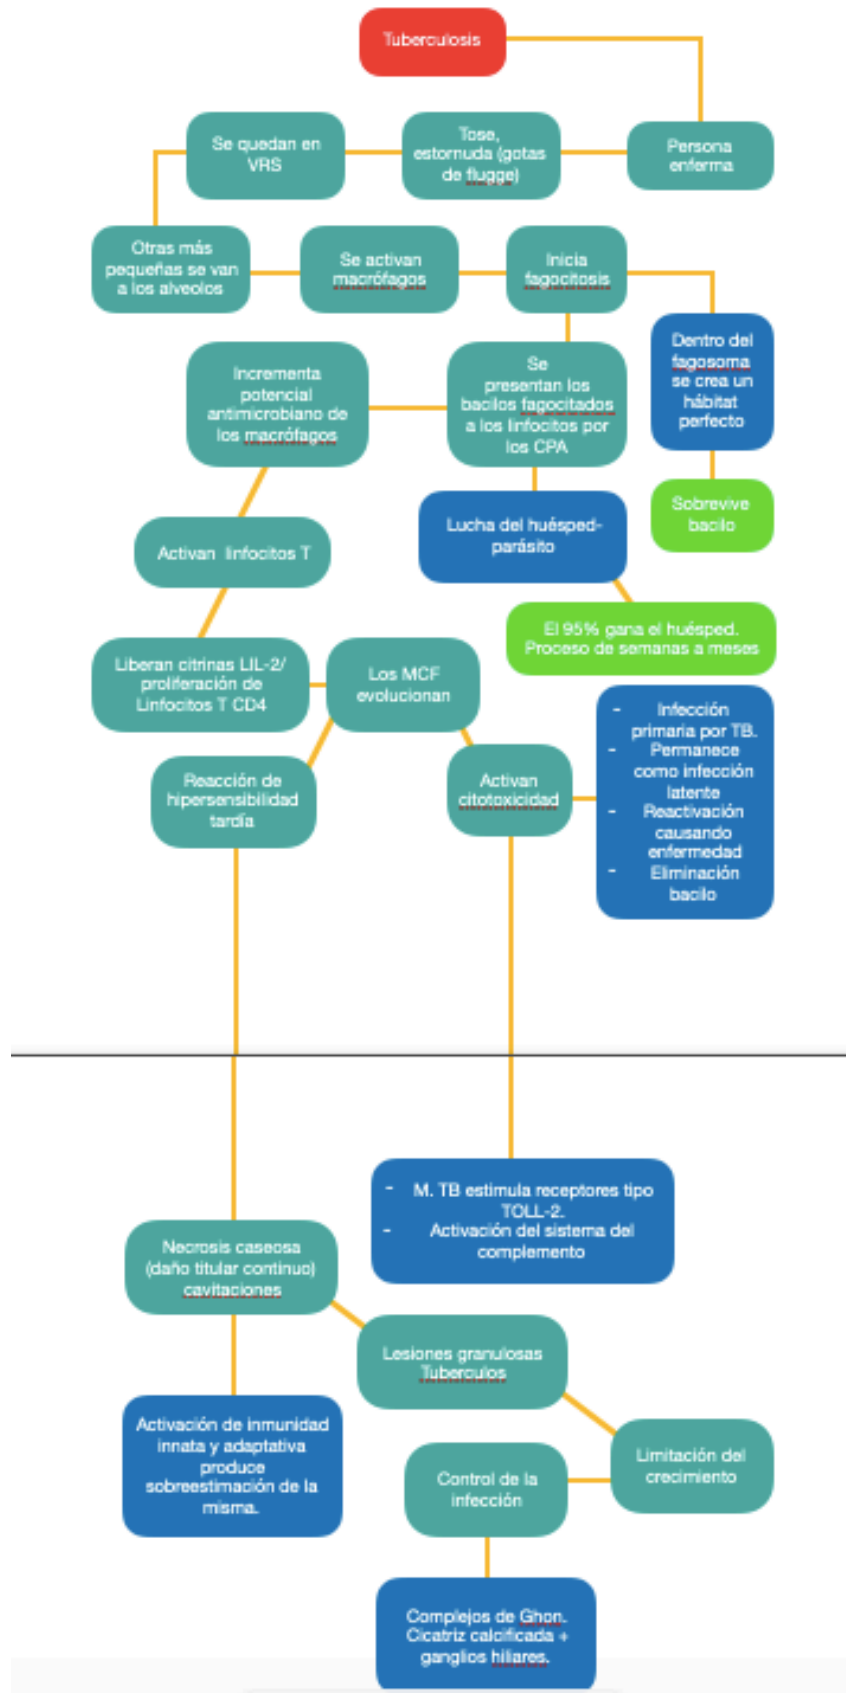 Tuberculosis
Persona
enferma
Tose,
estornuda (gotas
de flugge)
Se quedan en
VRS
Otras más
pequeñas se van
a los alveolos
Se activan
macrófagos
Inicia
fagocitosis
Dentro del
fagosoma
se crea un
hábitat
perfecto
Sobrevive
bacilo
Se
presentan los
bacilos fagocitados
a los linfocitos por
los CPA
Incrementa
potencial
antimicrobiano de
los macrófagos
Lucha del huésped-
parásito
El 95% gana el huésped.
Proceso de semanas a meses
Activan linfocitos T
Liberan citrinas LIL-2/
proliferación de
Linfocitos T CD4
Los MCF
evolucionan
Reacción de
hipersensibilidad
tardía
Activan
citotoxicidad
- Infección
primaria por TB.
- Permanece
como infección
latente
- Reactivación
causando
enfermedad
- Eliminación
bacilo
- M. TB estimula receptores tipo
TOLL-2.
- Activación del sistema del
complemento
Necrosis caseosa
(daño titular continuo)
cavitaciones
Lesiones granulosas
Tuberculos
Activación de inmunidad
innata y adaptativa
produce
sobreestimación de la
misma.
Limitación del
crecimiento
Control de la
infección
Complejos de Ghon.
Cicatriz calcificada +
ganglios hiliares.